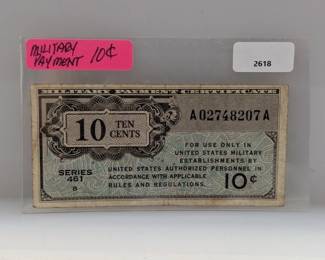 MILITARY
PAYMENT 10¢
2618
MILITARY PAYMENT CERTIFICATE
10 TEN
CENTS
A02748207A
FOR USE ONLY IN
UNITED STATES MILITARY
ESTABLISHMENTS BY
UNITED STATES AUTHORIZED PERSONNEL IN
ACCORDANCE WITH APPLICABLE
RULES AND REGULATIONS.
SERIES
461
10¢